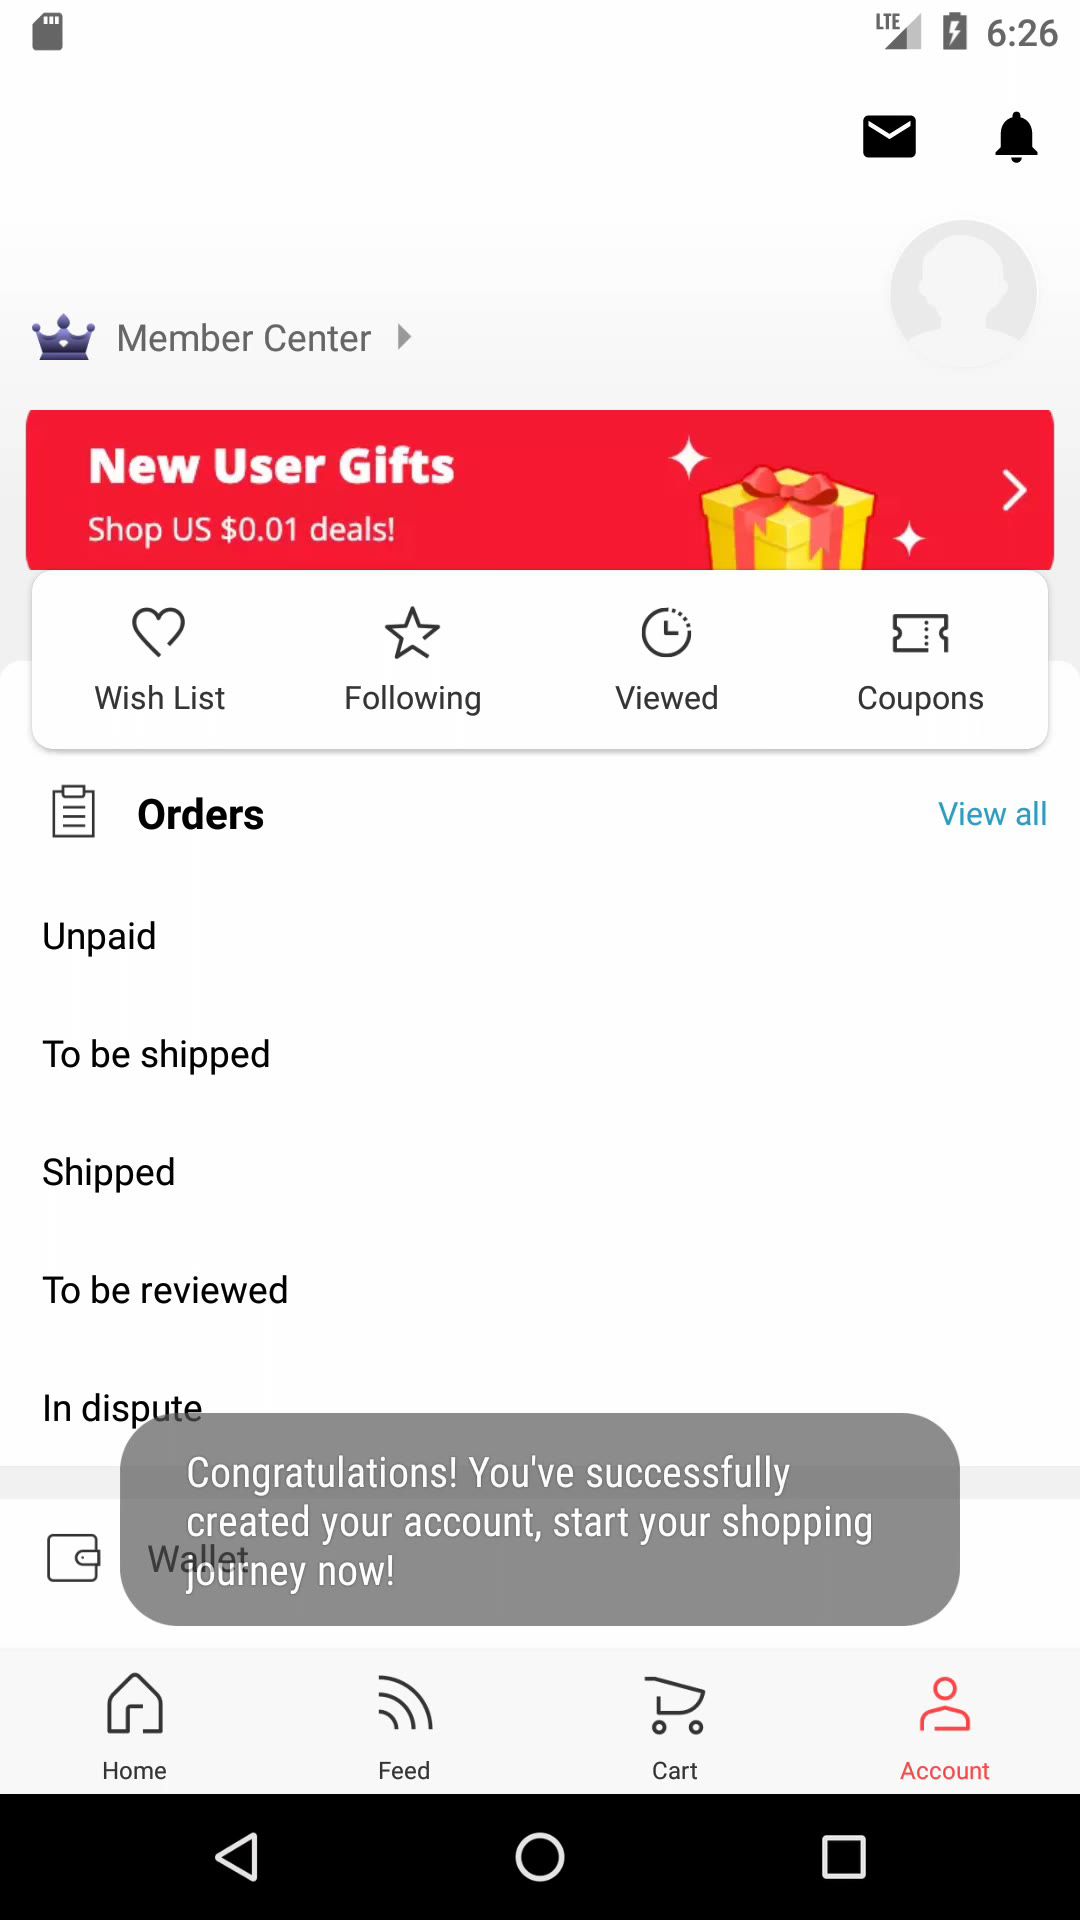 LTE 6:26
Member Center
New User Gifts
Shop US $0.01 deals!
Wish List Following Viewed Coupons
Orders View all
Unpaid
To be shipped
Shipped
To be reviewed
In dispute
Congratulations! You've successfully
created your account, start your shopping
journey now!
Wallet
Home Feed Cart Account